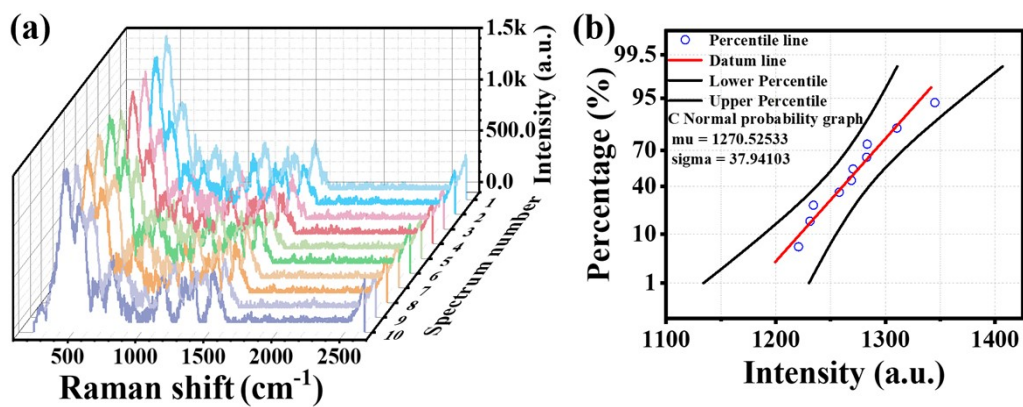 (a)
1.5k
1.0k
500.0
0.0
Intensity (a.u.)
1
2
3
4
5
6
7
8
9
10
Spectrum number
500
1000
1500
2000
2500
Raman shift (cm⁻¹)
(b)
Percentile line
Datum line
Lower Percentile
Upper Percentile
C Normal probability graph
mu = 1270.52533
sigma = 37.94103
99.5
95
70
40
10
1
Percentage (%)
1100
1200
1300
1400
Intensity (a.u.)